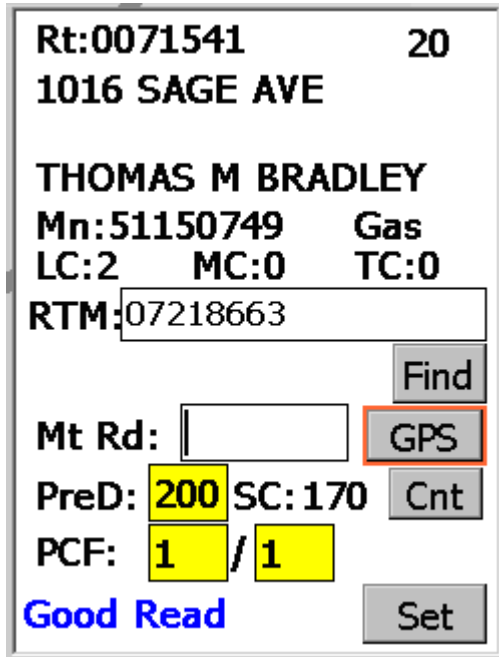 Rt:0071541 20
1016 SAGE AVE
THOMAS M BRADLEY
Mn:51150749 Gas
LC:2 MC:0 TC:0
RTM:07218663
Find
Mt Rd: GPS
PreD: 200 SC:170 Cnt
PCF: 1 / 1
Good Read Set